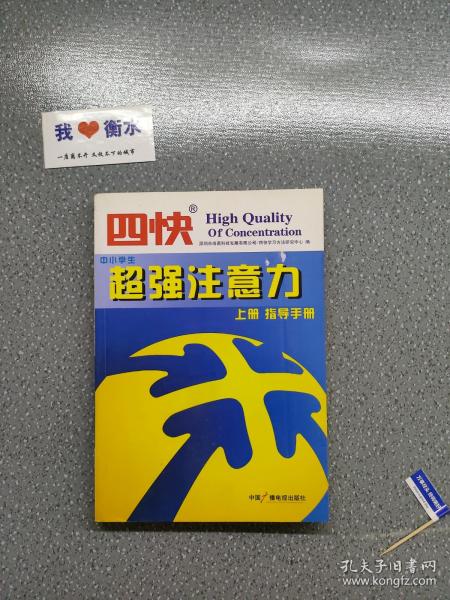 我❤衡水
一座离不开 又放不下的城市
四快®
High Quality
Of Concentration
中小学生
超强注意力
上册 指导手册
中国广播电视出版社
孔夫子旧书网
www.kongfz.com